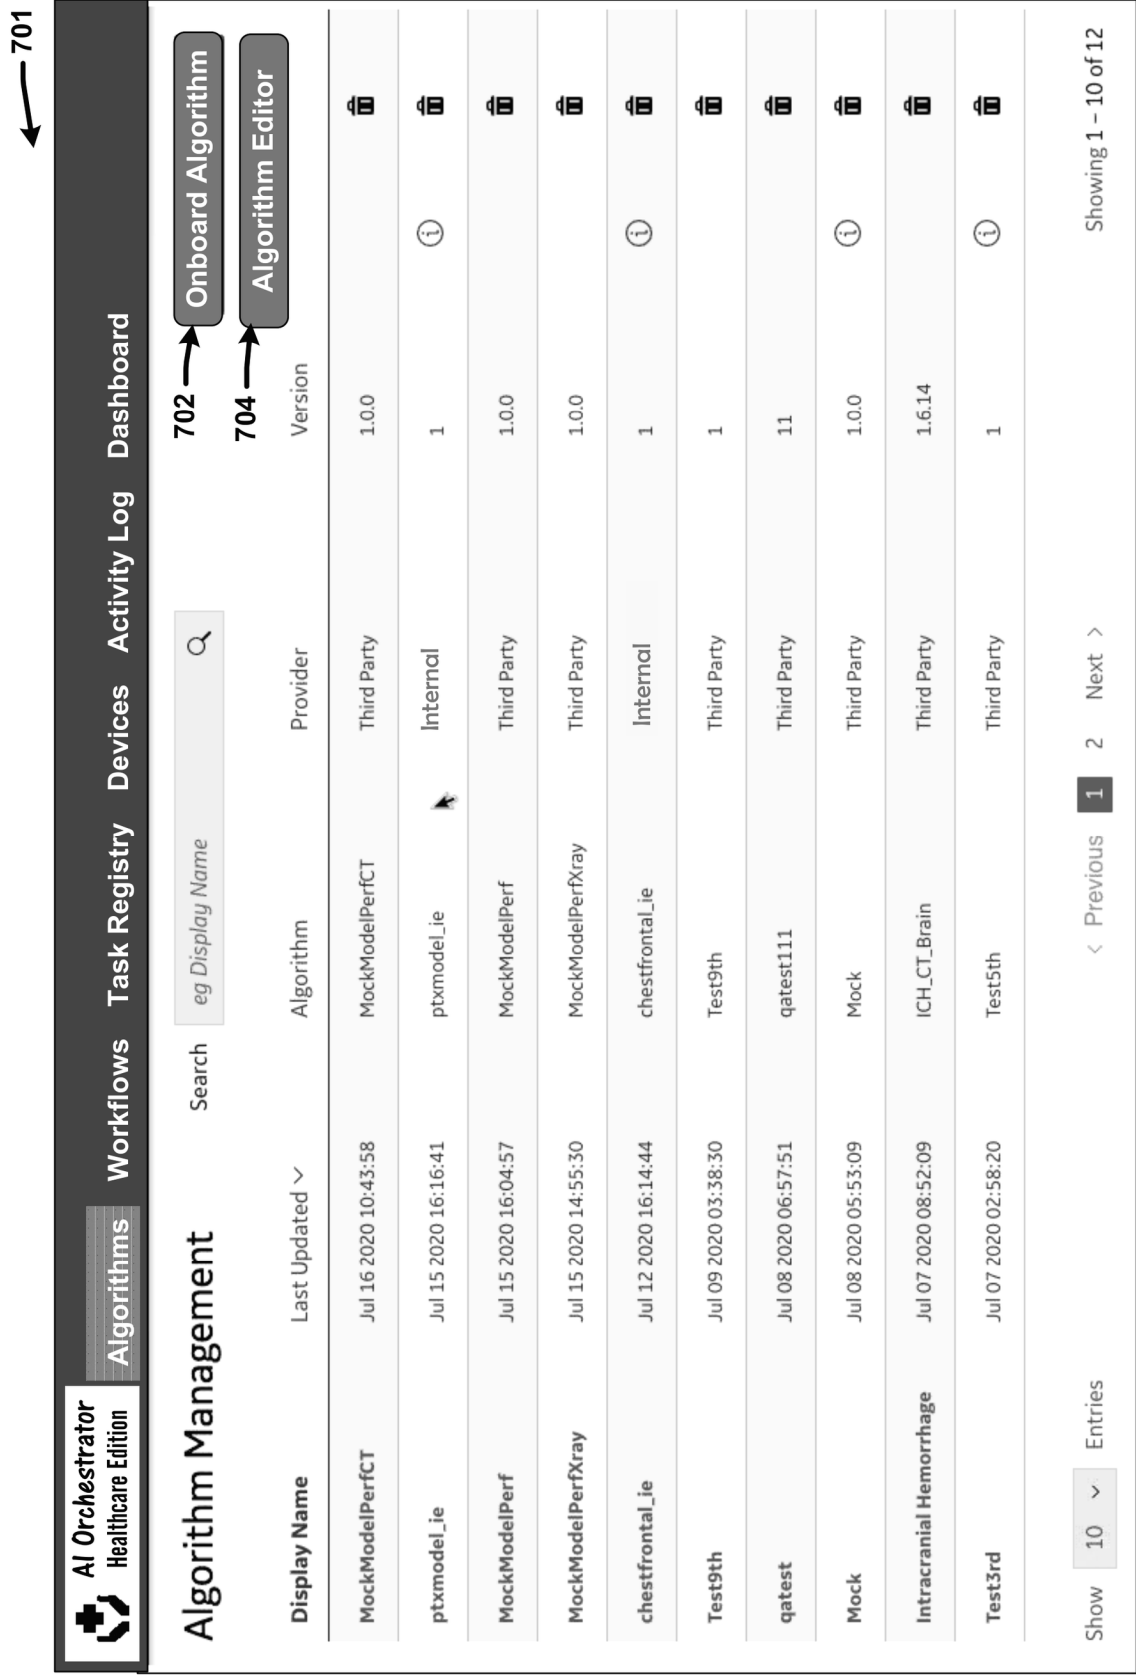 701
AI Orchestrator
Healthcare Edition
Algorithms Workflows Task Registry Devices Activity Log Dashboard
Algorithm Management
Search eg Display Name
702 Onboard Algorithm
704 Algorithm Editor
Display Name Last Updated Algorithm Provider Version
MockModelPerfCT Jul 16 2020 10:43:58 MockModelPerfCT Third Party 1.0.0
ptxmodel_ie Jul 15 2020 16:16:41 ptxmodel_ie Internal 1
MockModelPerf Jul 15 2020 16:04:57 MockModelPerf Third Party 1.0.0
MockModelPerfXray Jul 15 2020 14:55:30 MockModelPerfXray Third Party 1.0.0
chestfrontal_ie Jul 12 2020 16:14:44 chestfrontal_ie Internal 1
Test9th Jul 09 2020 03:38:30 Test9th Third Party 1
qatest Jul 08 2020 06:57:51 qatest111 Third Party 11
Mock Jul 08 2020 05:53:09 Mock Third Party 1.0.0
Intracranial Hemorrhage Jul 07 2020 08:52:09 ICH_CT_Brain Third Party 1.6.14
Test3rd Jul 07 2020 02:58:20 Test5th Third Party 1
Show 10 Entries < Previous 1 2 Next > Showing 1 – 10 of 12